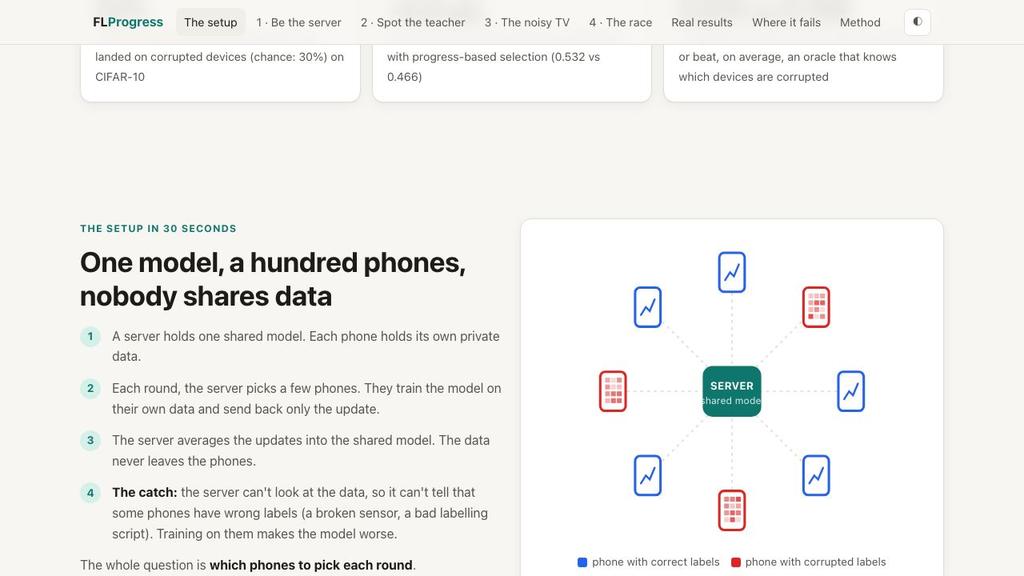 FLProgress The setup 1 · Be the server 2 · Spot the teacher 3 · The noisy TV 4 · The race Real results Where it fails Method
landed on corrupted devices (chance: 30%) on
CIFAR-10
with progress-based selection (0.532 vs
0.466)
or beat, on average, an oracle that knows
which devices are corrupted
THE SETUP IN 30 SECONDS
One model, a hundred phones,
nobody shares data
1 A server holds one shared model. Each phone holds its own private
data.
2 Each round, the server picks a few phones. They train the model on
their own data and send back only the update.
3 The server averages the updates into the shared model. The data
never leaves the phones.
4 The catch: the server can't look at the data, so it can't tell that
some phones have wrong labels (a broken sensor, a bad labelling
script). Training on them makes the model worse.
The whole question is which phones to pick each round.
SERVER
shared mode
phone with correct labels phone with corrupted labels